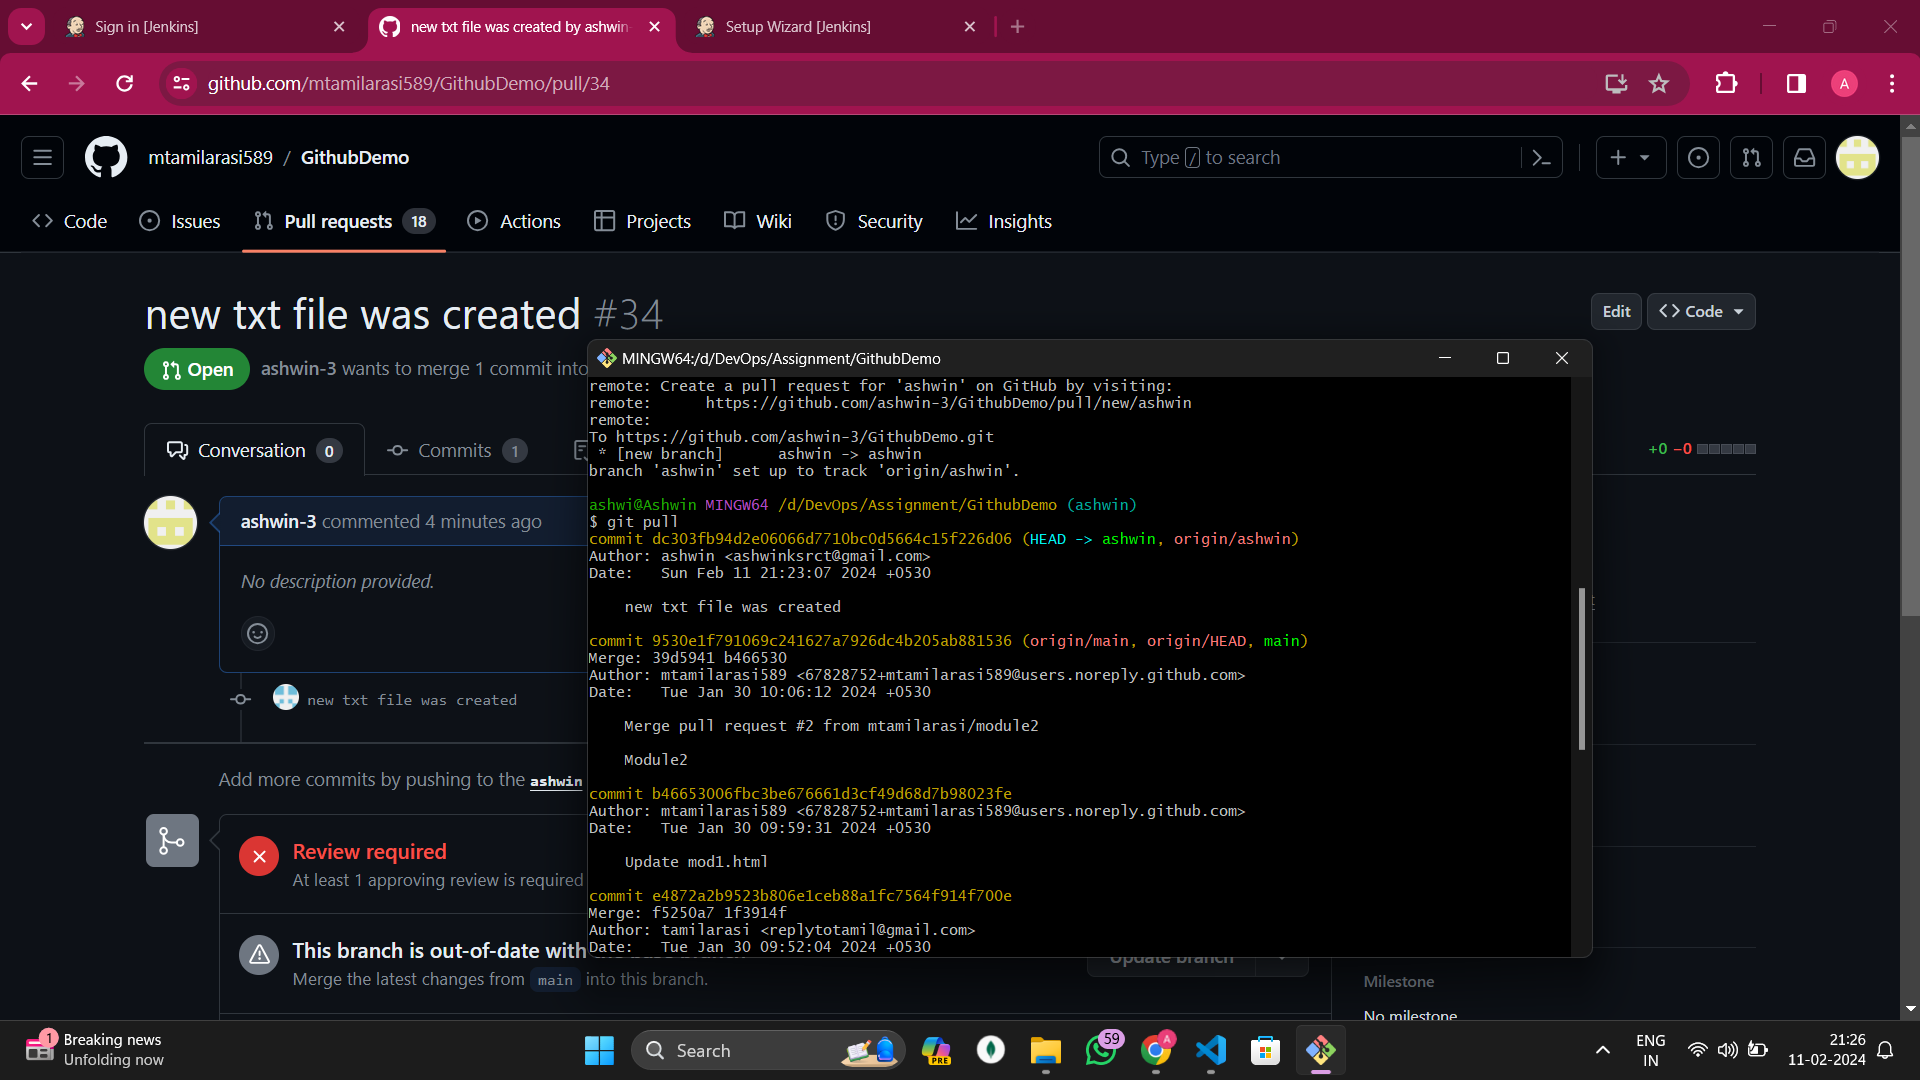 Sign in [Jenkins]
new txt file was created by ashwin-
Setup Wizard [Jenkins]
github.com/mtamilarasi589/GithubDemo/pull/34
A
mtamilarasi589 / GithubDemo
Type / to search
Code
Issues
Pull requests 18
Actions
Projects
Wiki
Security
Insights
new txt file was created #34
Edit
Code
Open
ashwin-3 wants to merge 1 commit into
Conversation 0
Commits 1
+0 −0
ashwin-3 commented 4 minutes ago
No description provided.
new txt file was created
Add more commits by pushing to the ashwin
Review required
At least 1 approving review is required
This branch is out-of-date with
Merge the latest changes from main into this branch.
Update branch
Milestone
No milestone
MINGW64:/d/DevOps/Assignment/GithubDemo
remote: Create a pull request for 'ashwin' on GitHub by visiting:
remote:      https://github.com/ashwin-3/GithubDemo/pull/new/ashwin
remote:
To https://github.com/ashwin-3/GithubDemo.git
 * [new branch]      ashwin -> ashwin
branch 'ashwin' set up to track 'origin/ashwin'.
ashwi@Ashwin MINGW64 /d/DevOps/Assignment/GithubDemo (ashwin)
$ git pull
commit dc303fb94d2e06066d7710bc0d5664c15f226d06 (HEAD -> ashwin, origin/ashwin)
Author: ashwin <ashwinksrct@gmail.com>
Date:   Sun Feb 11 21:23:07 2024 +0530
    new txt file was created
commit 9530e1f791069c241627a7926dc4b205ab881536 (origin/main, origin/HEAD, main)
Merge: 39d5941 b466530
Author: mtamilarasi589 <67828752+mtamilarasi589@users.noreply.github.com>
Date:   Tue Jan 30 10:06:12 2024 +0530
    Merge pull request #2 from mtamilarasi/module2
    Module2
commit b46653006fbc3be676661d3cf49d68d7b98023fe
Author: mtamilarasi589 <67828752+mtamilarasi589@users.noreply.github.com>
Date:   Tue Jan 30 09:59:31 2024 +0530
    Update mod1.html
commit e4872a2b9523b806e1ceb88a1fc7564f914f700e
Merge: f5250a7 1f3914f
Author: tamilarasi <replytotamil@gmail.com>
Date:   Tue Jan 30 09:52:04 2024 +0530
1
Breaking news
Unfolding now
Search
PRE
59
A
ENG
IN
21:26
11-02-2024